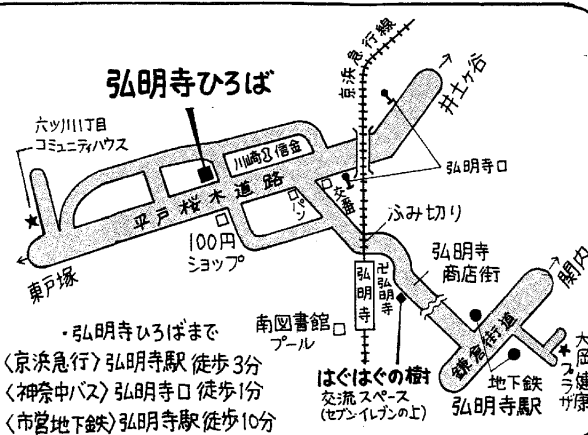 京浜急行線
井土ヶ谷
弘明寺ひろば
六ツ川1丁目
コミュニティハウス
川崎信金
弘明寺口
平戸桜木道路
パン
交番
ふみ切り
100円
ショップ
東戸塚
弘明寺
卍弘明寺
弘明寺
商店街
関内
鎌倉街道
南図書館
プール
はぐはぐの樹
交流スペース
(セブンイレブンの上)
地下鉄
弘明寺駅
大岡健康プラザ
・弘明寺ひろばまで
〈京浜急行〉弘明寺駅 徒歩3分
〈神奈中バス〉弘明寺口 徒歩1分
〈市営地下鉄〉弘明寺駅 徒歩10分